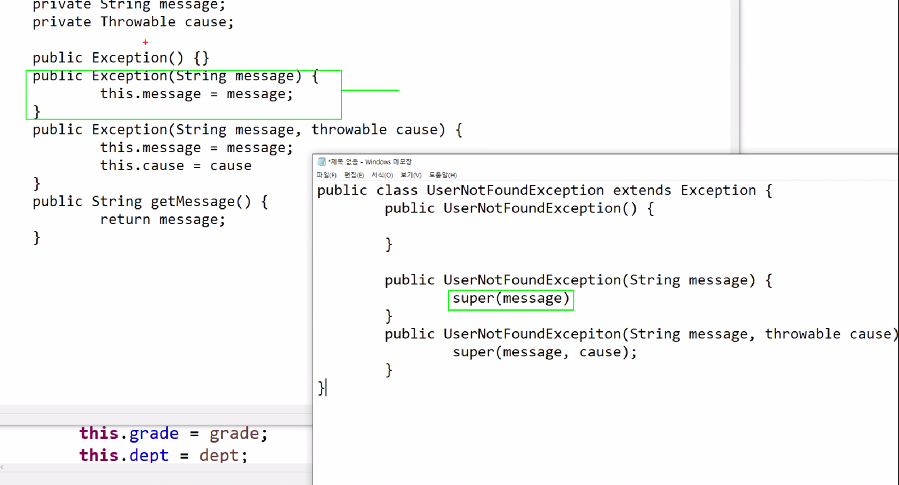 private String message;
private Throwable cause;
public Exception() {}
public Exception(String message) {
this.message = message;
}
public Exception(String message, throwable cause) {
this.message = message;
this.cause = cause
}
public String getMessage() {
return message;
}
*제목 없음 - Windows 메모장
파일(F) 편집(E) 서식(O) 보기(V) 도움말(H)
public class UserNotFoundException extends Exception {
public UserNotFoundException() {
}
public UserNotFoundException(String message) {
super(message)
}
public UserNotFoundExcepiton(String message, throwable cause)
super(message, cause);
}
}
this.grade = grade;
this.dept = dept;